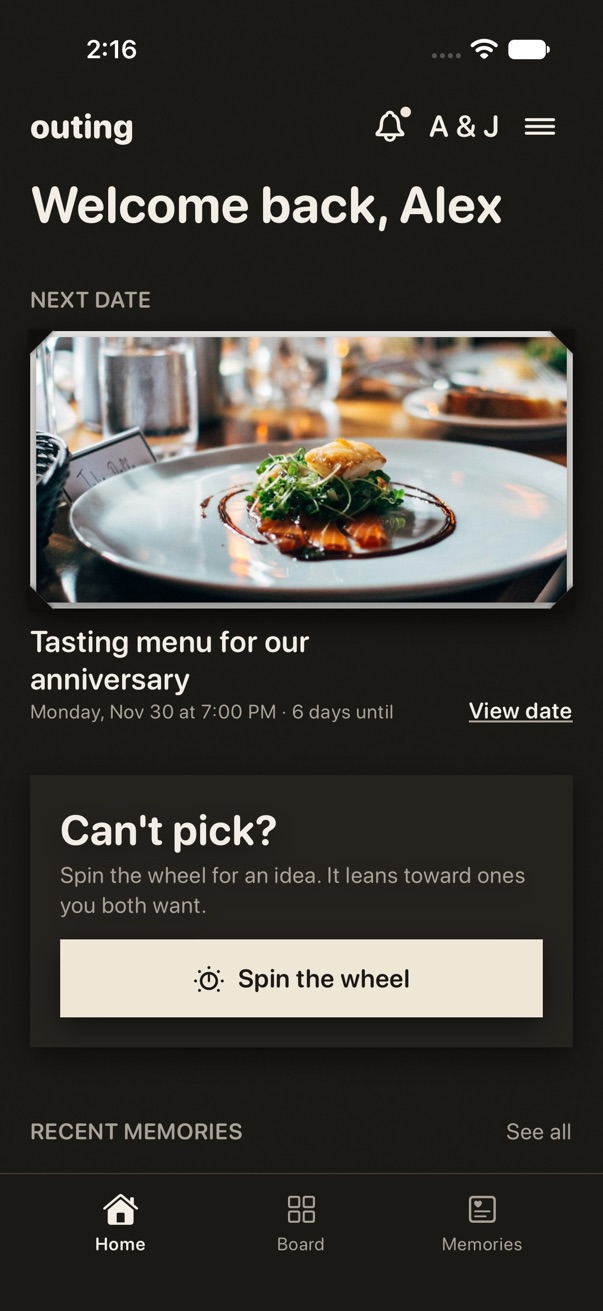 2:16
outing
A & J
Welcome back, Alex
NEXT DATE
Tasting menu for our
anniversary
Monday, Nov 30 at 7:00 PM · 6 days until
View date
Can't pick?
Spin the wheel for an idea. It leans toward ones
you both want.
Spin the wheel
RECENT MEMORIES
See all
Home
Board
Memories